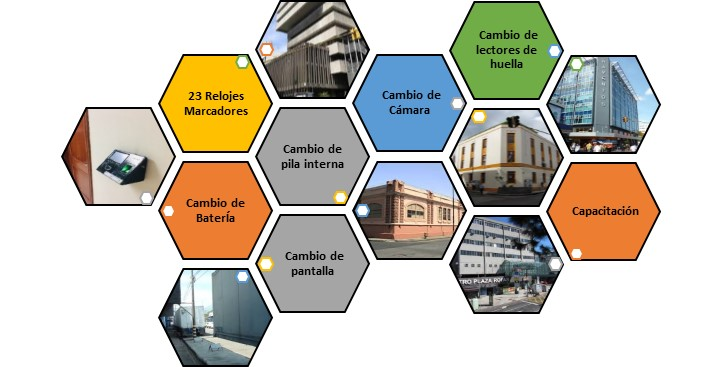 Cambio de
lectores de
huella
23 Relojes
Marcadores
Cambio de
Cámara
Cambio de
pila interna
Cambio de
Batería
Capacitación
Cambio de
pantalla